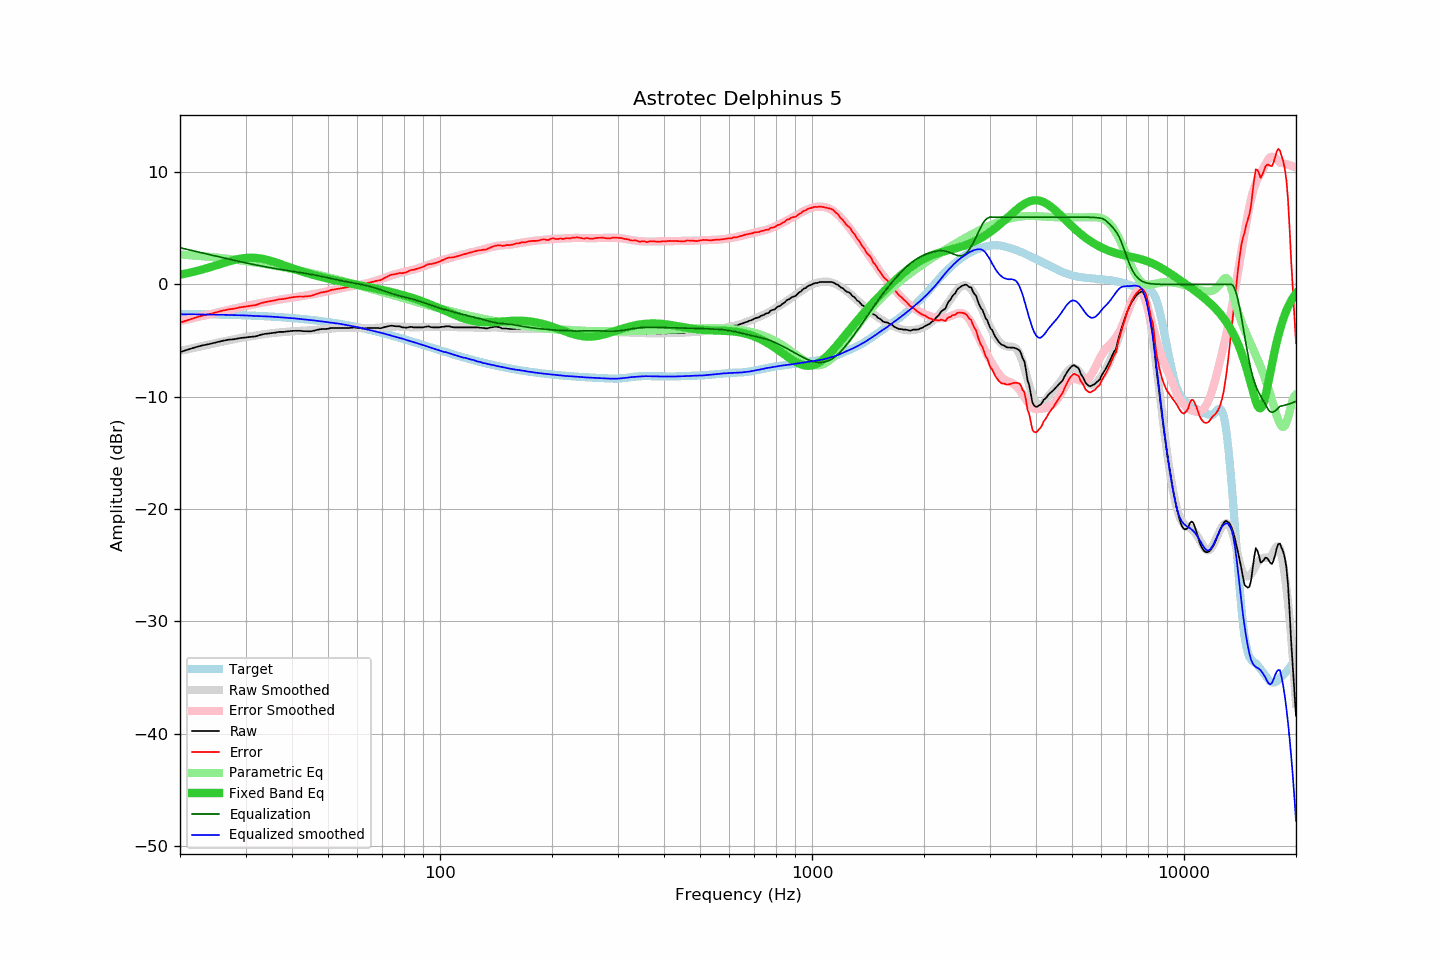 Astrotec Delphinus 5
10
0
−10
−20
−30
−40
−50
Amplitude (dBr)
Target
Raw Smoothed
Error Smoothed
Raw
Error
Parametric Eq
Fixed Band Eq
Equalization
Equalized smoothed
100
1000
10000
Frequency (Hz)